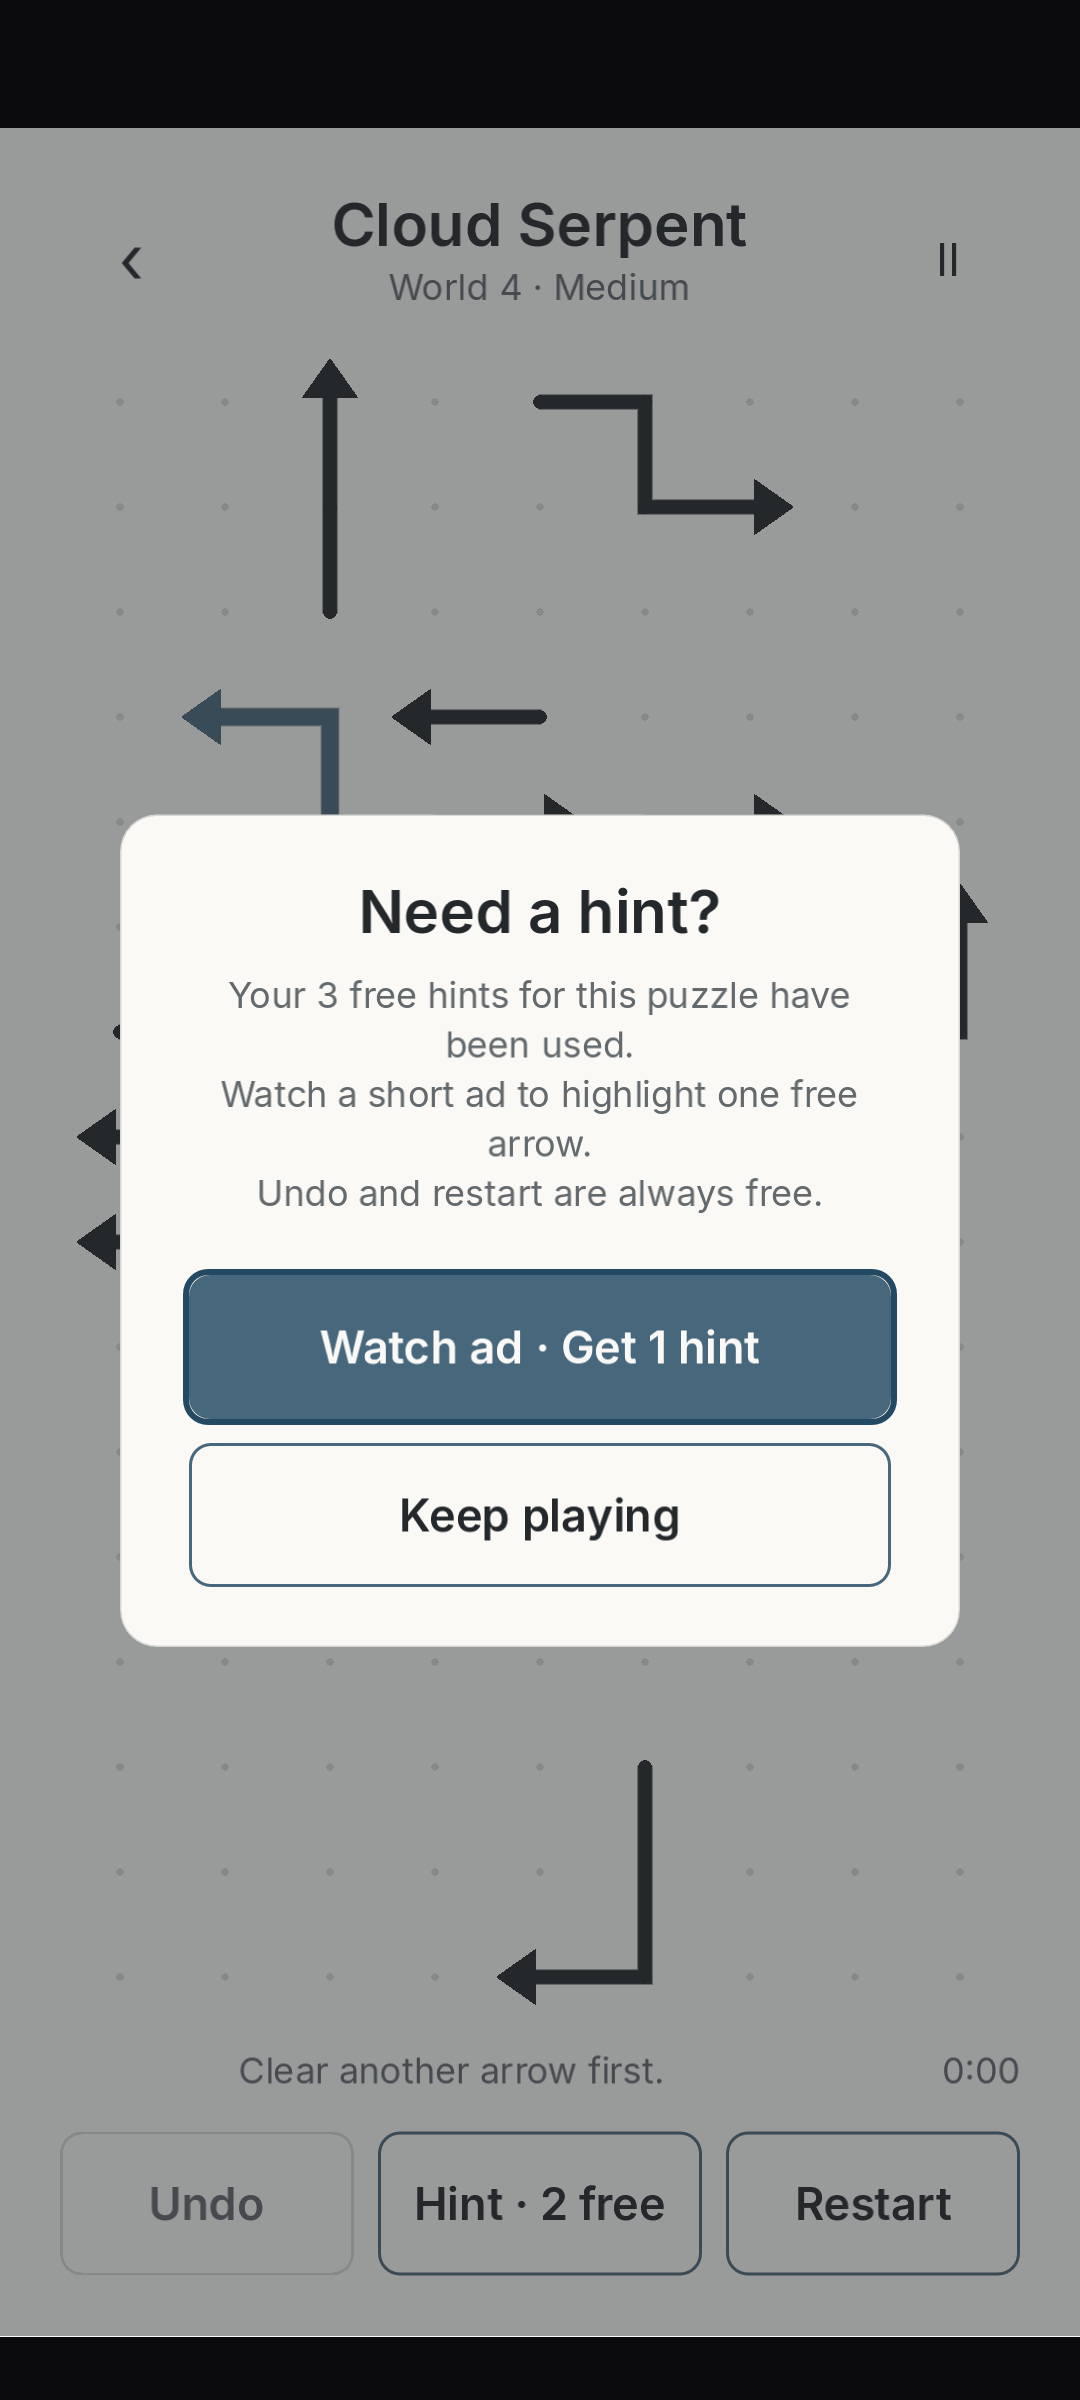 Cloud Serpent
World 4 · Medium
Need a hint?
Your 3 free hints for this puzzle have
been used.
Watch a short ad to highlight one free
arrow.
Undo and restart are always free.
Watch ad · Get 1 hint
Keep playing
Clear another arrow first.
0:00
Undo
Hint · 2 free
Restart